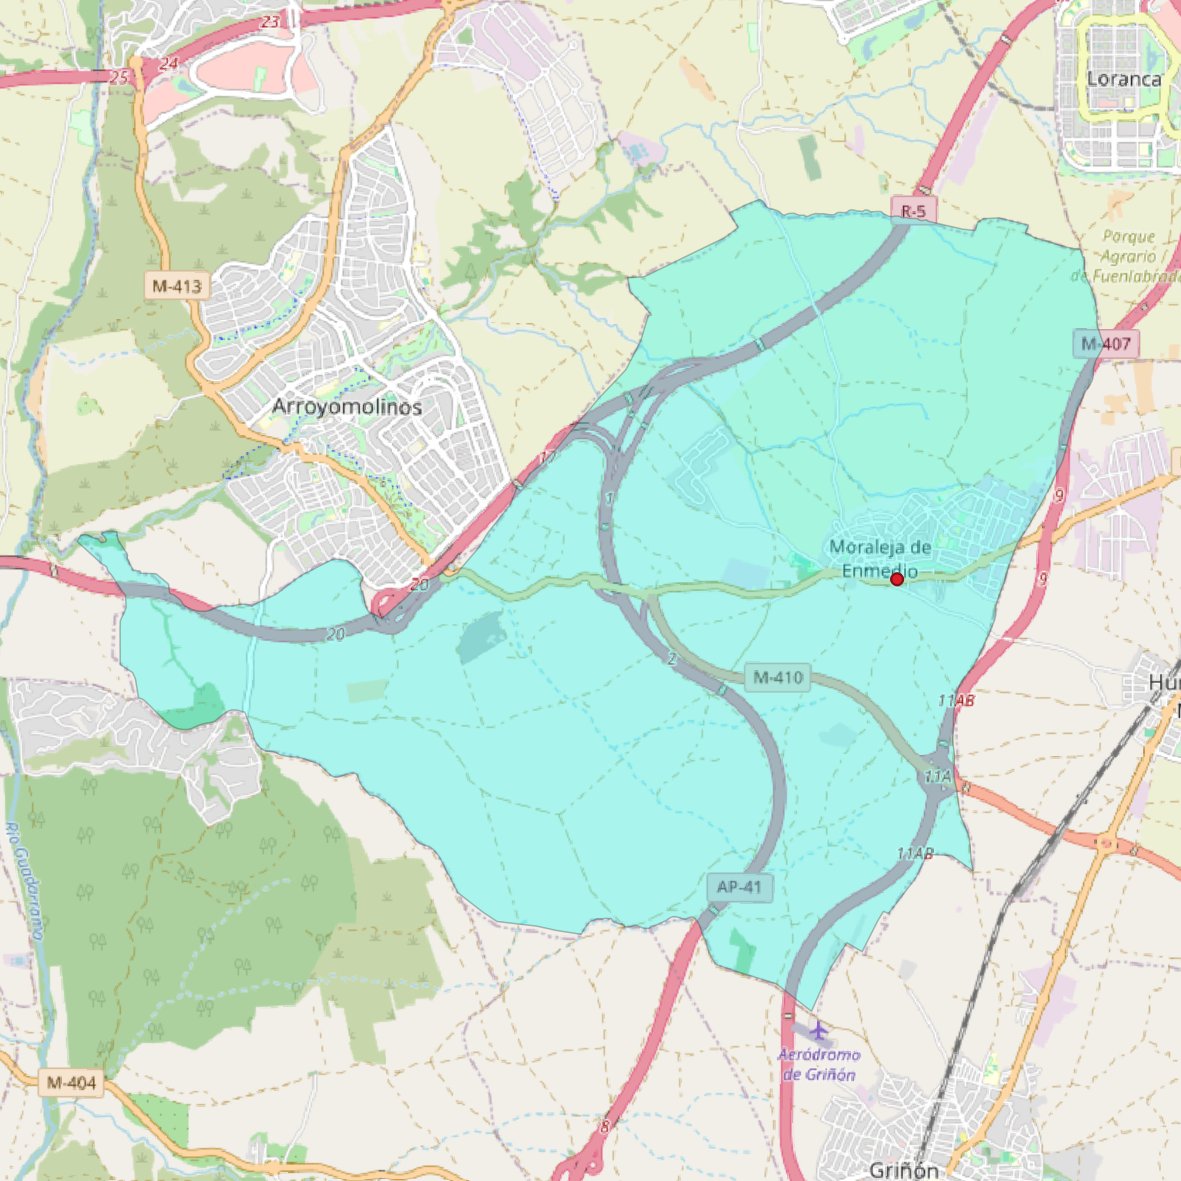 23
24
25
Loranca
R-5
Parque
Agrario
de Fuenlabrada
M-413
M-407
Arroyomolinos
17
1
9
Moraleja de
Enmedio
9
20
20
2
M-410
11AB
11A
11AB
AP-41
Río Guadarrama
Aeródromo
de Griñón
M-404
8
Griñón